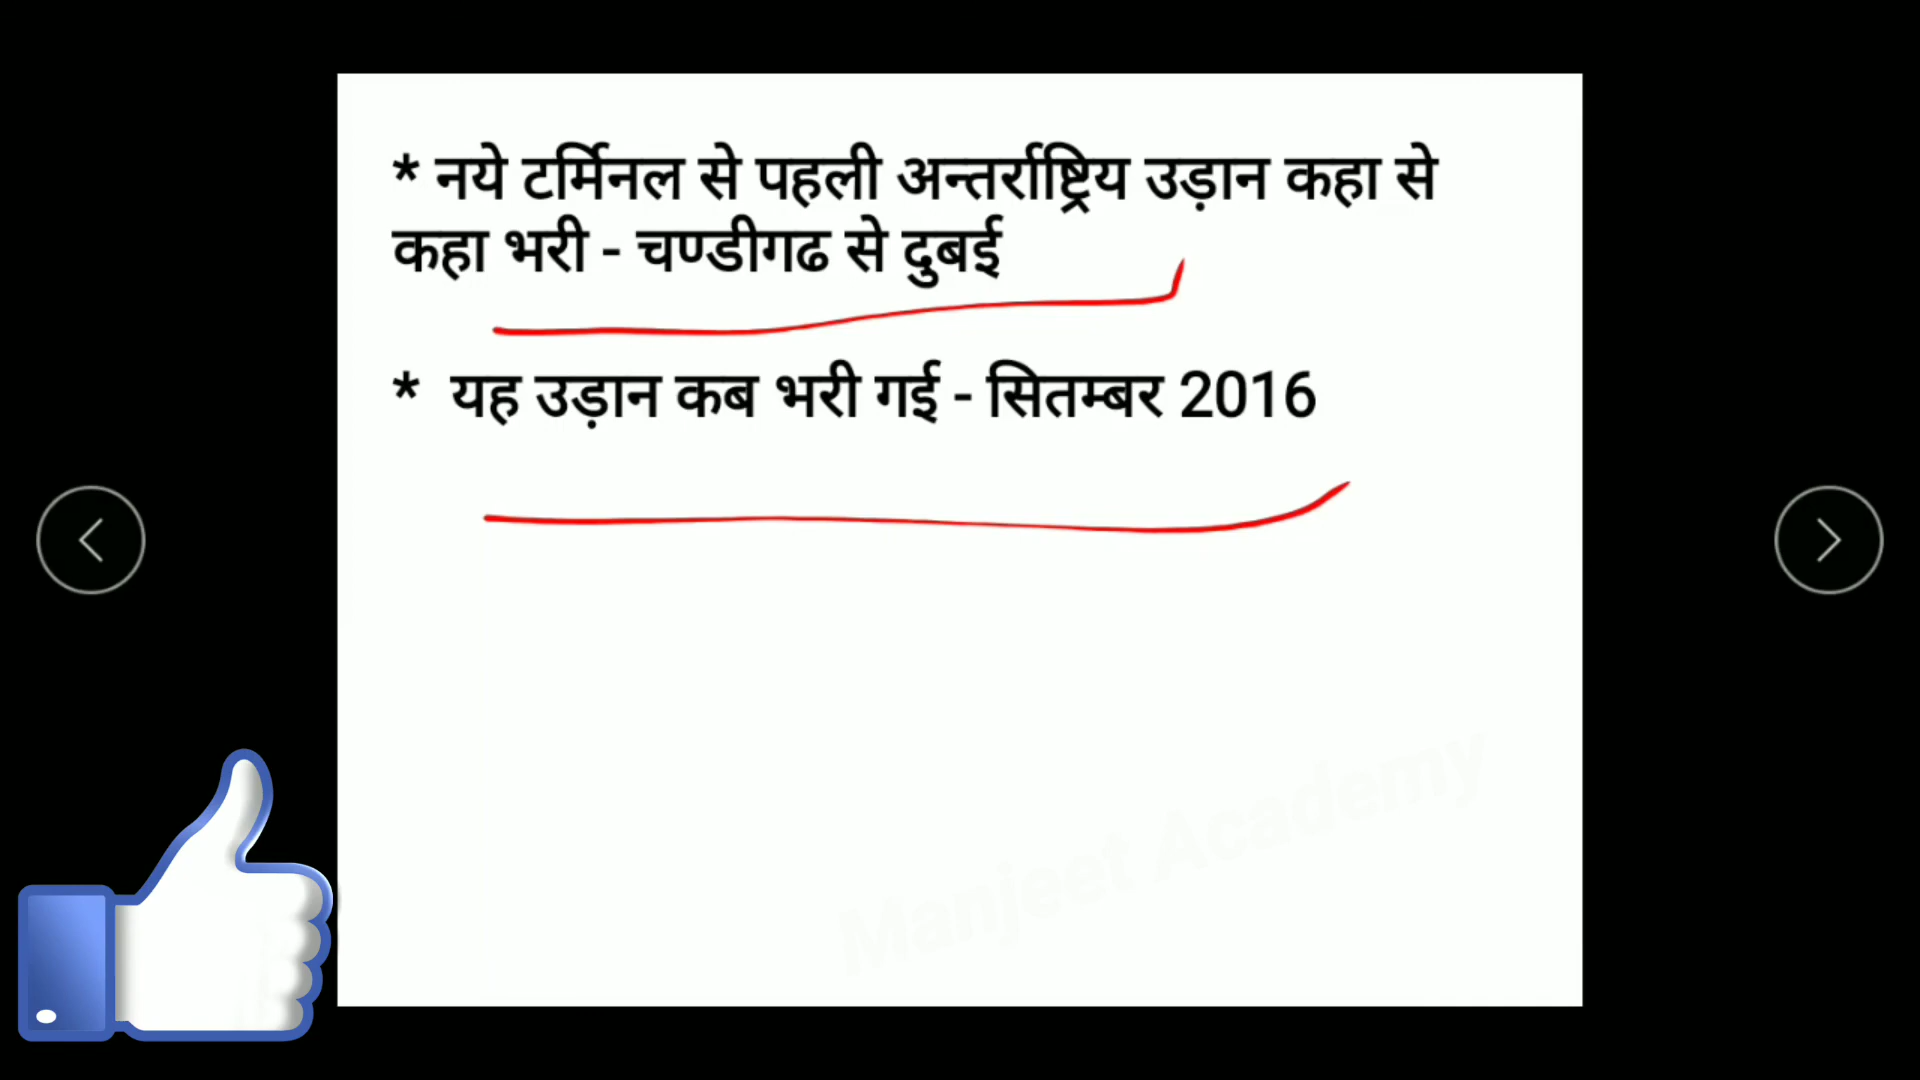 * नये टर्मिनल से पहली अन्तर्राष्ट्रिय उड़ान कहा से
कहा भरी - चण्डीगढ से दुबई
* यह उड़ान कब भरी गई - सितम्बर 2016
Manjeet Academy